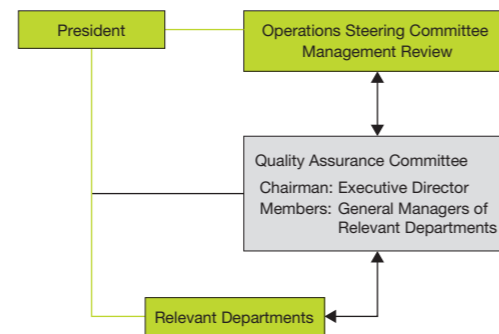 President
Operations Steering Committee
Management Review
Quality Assurance Committee
Chairman: Executive Director
Members: General Managers of
Relevant Departments
Relevant Departments